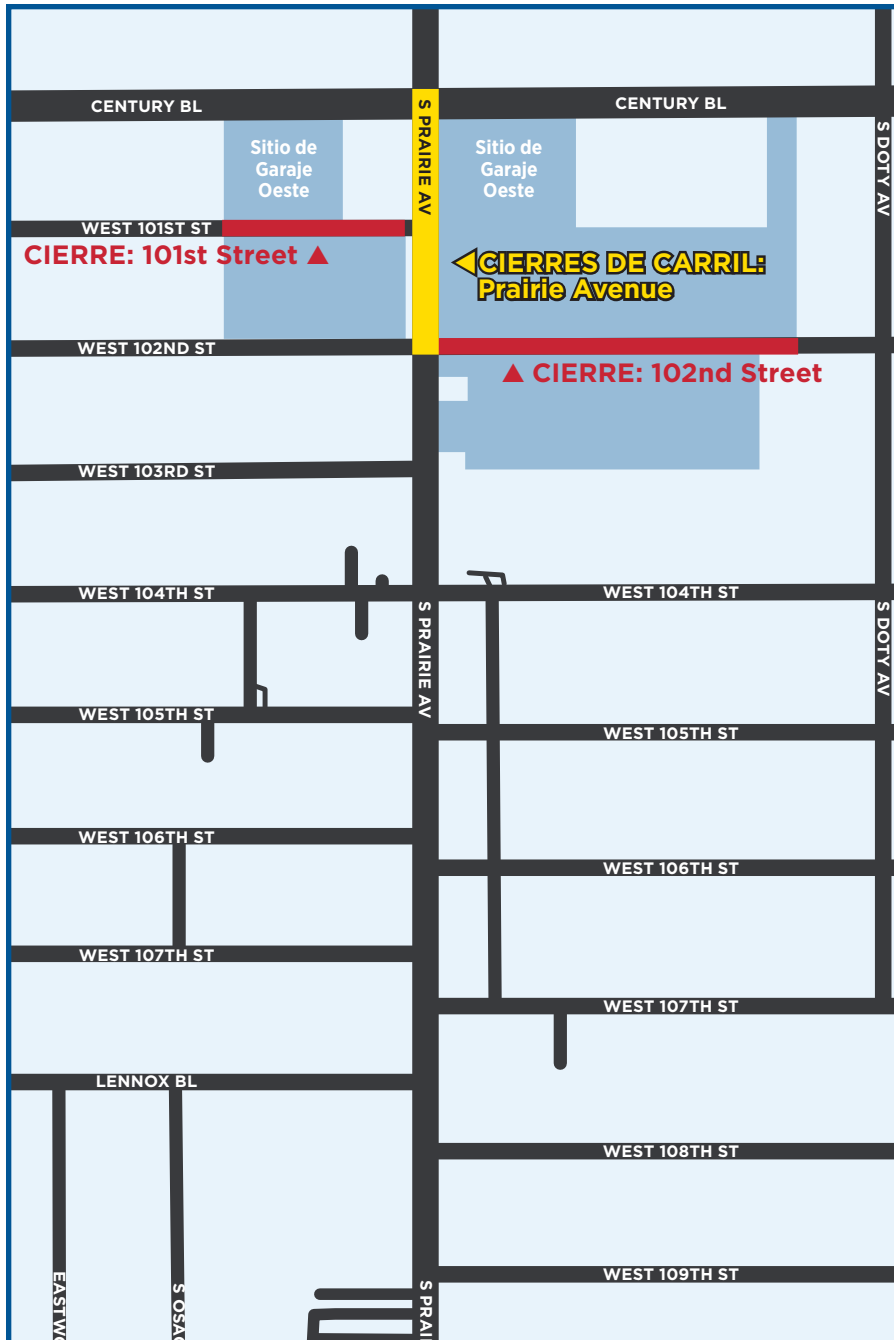 CENTURY BL
S PRAIRIE AV
CENTURY BL
S DOTY AV
Sitio de
Garaje
Oeste
Sitio de
Garaje
Oeste
WEST 101ST ST
CIERRE: 101st Street ▲
◀CIERRES DE CARRIL:
Prairie Avenue
WEST 102ND ST
▲ CIERRE: 102nd Street
WEST 103RD ST
WEST 104TH ST
WEST 104TH ST
S PRAIRIE AV
S DOTY AV
WEST 105TH ST
WEST 105TH ST
WEST 106TH ST
WEST 106TH ST
WEST 107TH ST
WEST 107TH ST
LENNOX BL
WEST 108TH ST
WEST 109TH ST
EASTWO
S OSAG
S PRAI